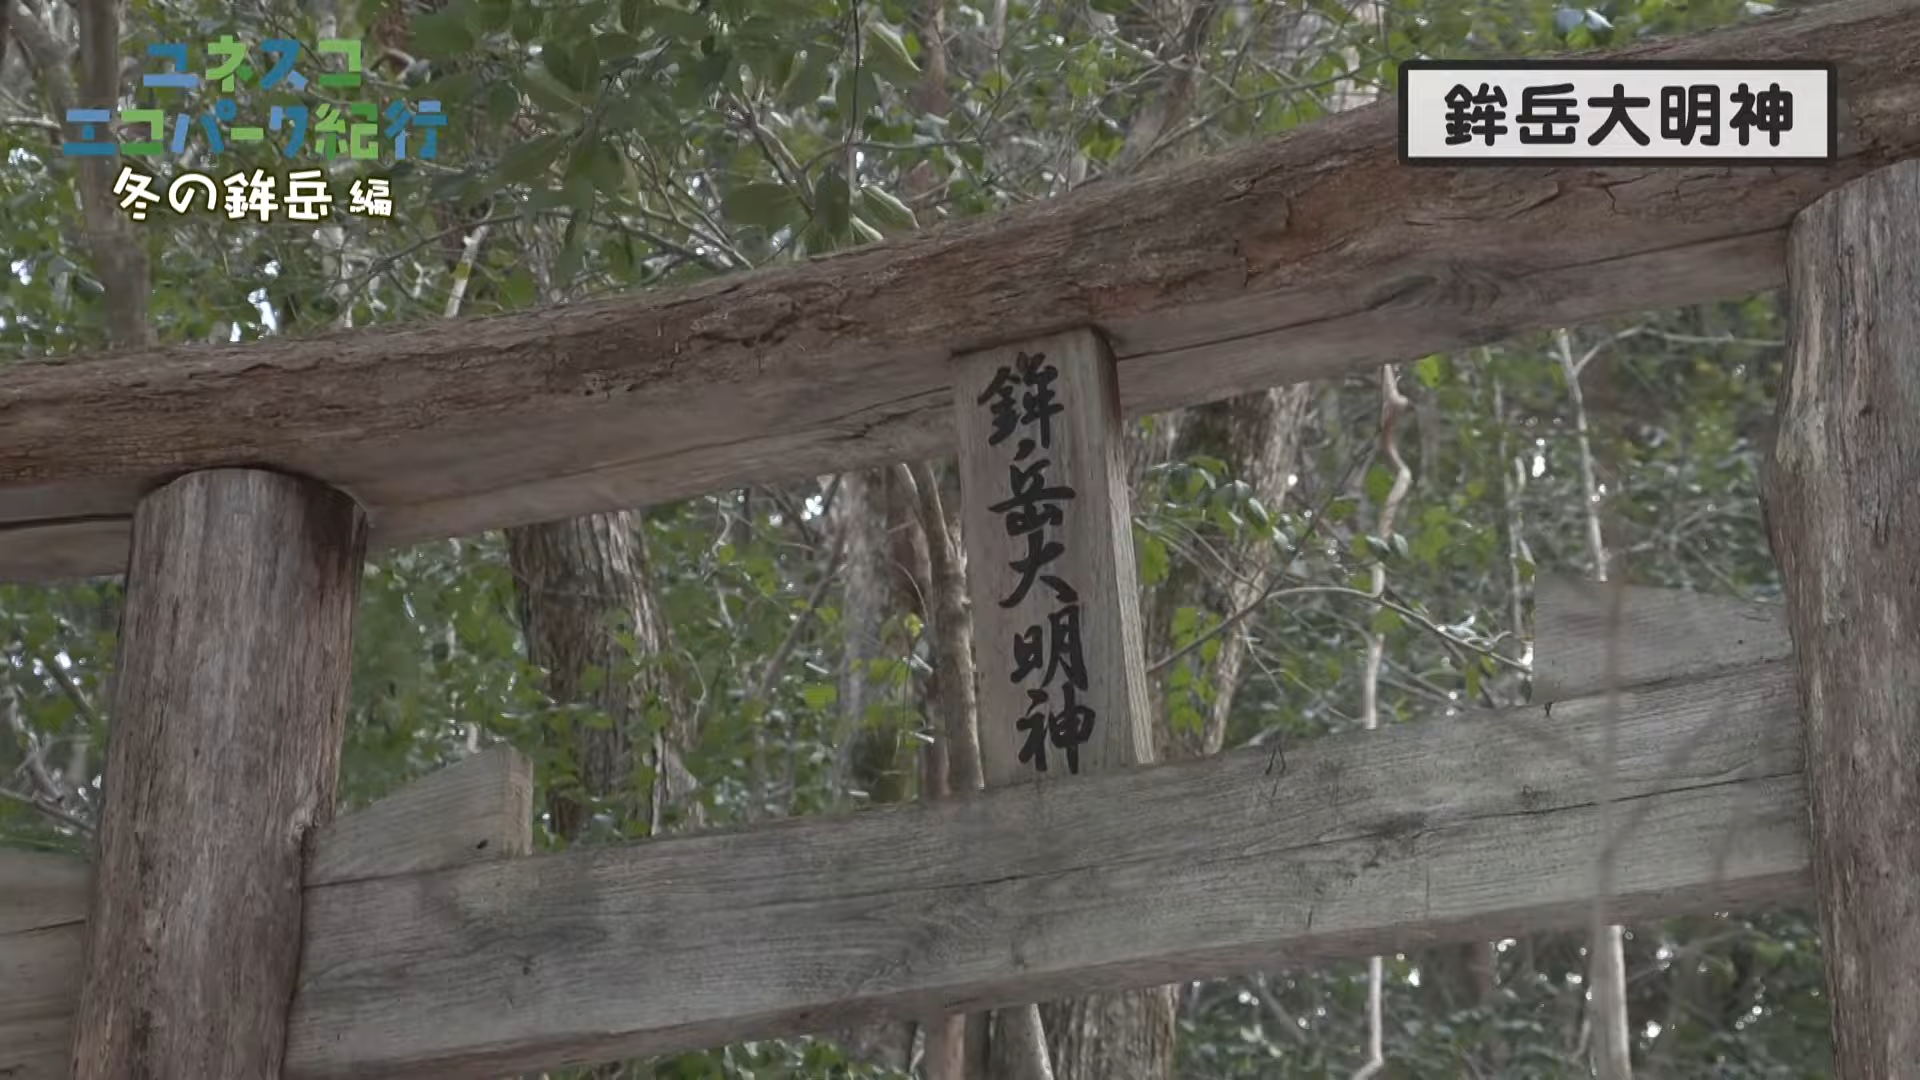 ユネスコ
エコパーク紀行
冬の鉾岳 編
鉾岳大明神
鉾岳大明神